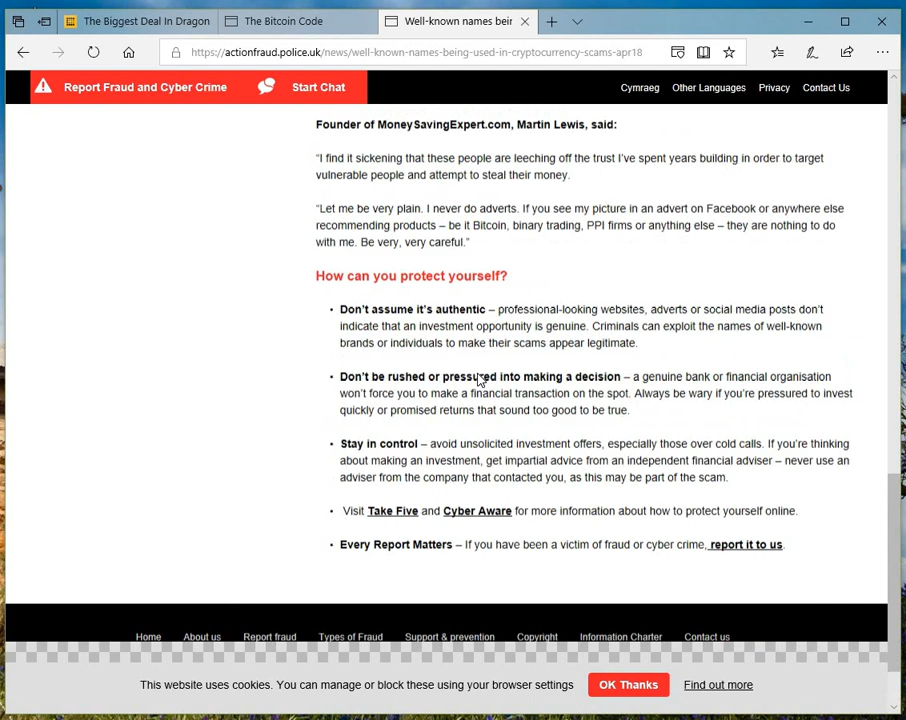 The Biggest Deal In Dragon
The Bitcoin Code
Well-known names bei
https://actionfraud.police.uk/news/well-known-names-being-used-in-cryptocurrency-scams-apr18
Report Fraud and Cyber Crime
Start Chat
Cymraeg
Other Languages
Privacy
Contact Us
Founder of MoneySavingExpert.com, Martin Lewis, said:
“I find it sickening that these people are leeching off the trust I’ve spent years building in order to target
vulnerable people and attempt to steal their money.
“Let me be very plain. I never do adverts. If you see my picture in an advert on Facebook or anywhere else
recommending products – be it Bitcoin, binary trading, PPI firms or anything else – they are nothing to do
with me. Be very, very careful.”
How can you protect yourself?
• Don’t assume it’s authentic – professional-looking websites, adverts or social media posts don’t
indicate that an investment opportunity is genuine. Criminals can exploit the names of well-known
brands or individuals to make their scams appear legitimate.
• Don’t be rushed or pressured into making a decision – a genuine bank or financial organisation
won’t force you to make a financial transaction on the spot. Always be wary if you’re pressured to invest
quickly or promised returns that sound too good to be true.
• Stay in control – avoid unsolicited investment offers, especially those over cold calls. If you’re thinking
about making an investment, get impartial advice from an independent financial adviser – never use an
adviser from the company that contacted you, as this may be part of the scam.
• Visit Take Five and Cyber Aware for more information about how to protect yourself online.
• Every Report Matters – If you have been a victim of fraud or cyber crime, report it to us.
Home
About us
Report fraud
Types of Fraud
Support & prevention
Copyright
Information Charter
Contact us
This website uses cookies. You can manage or block these using your browser settings
OK Thanks
Find out more